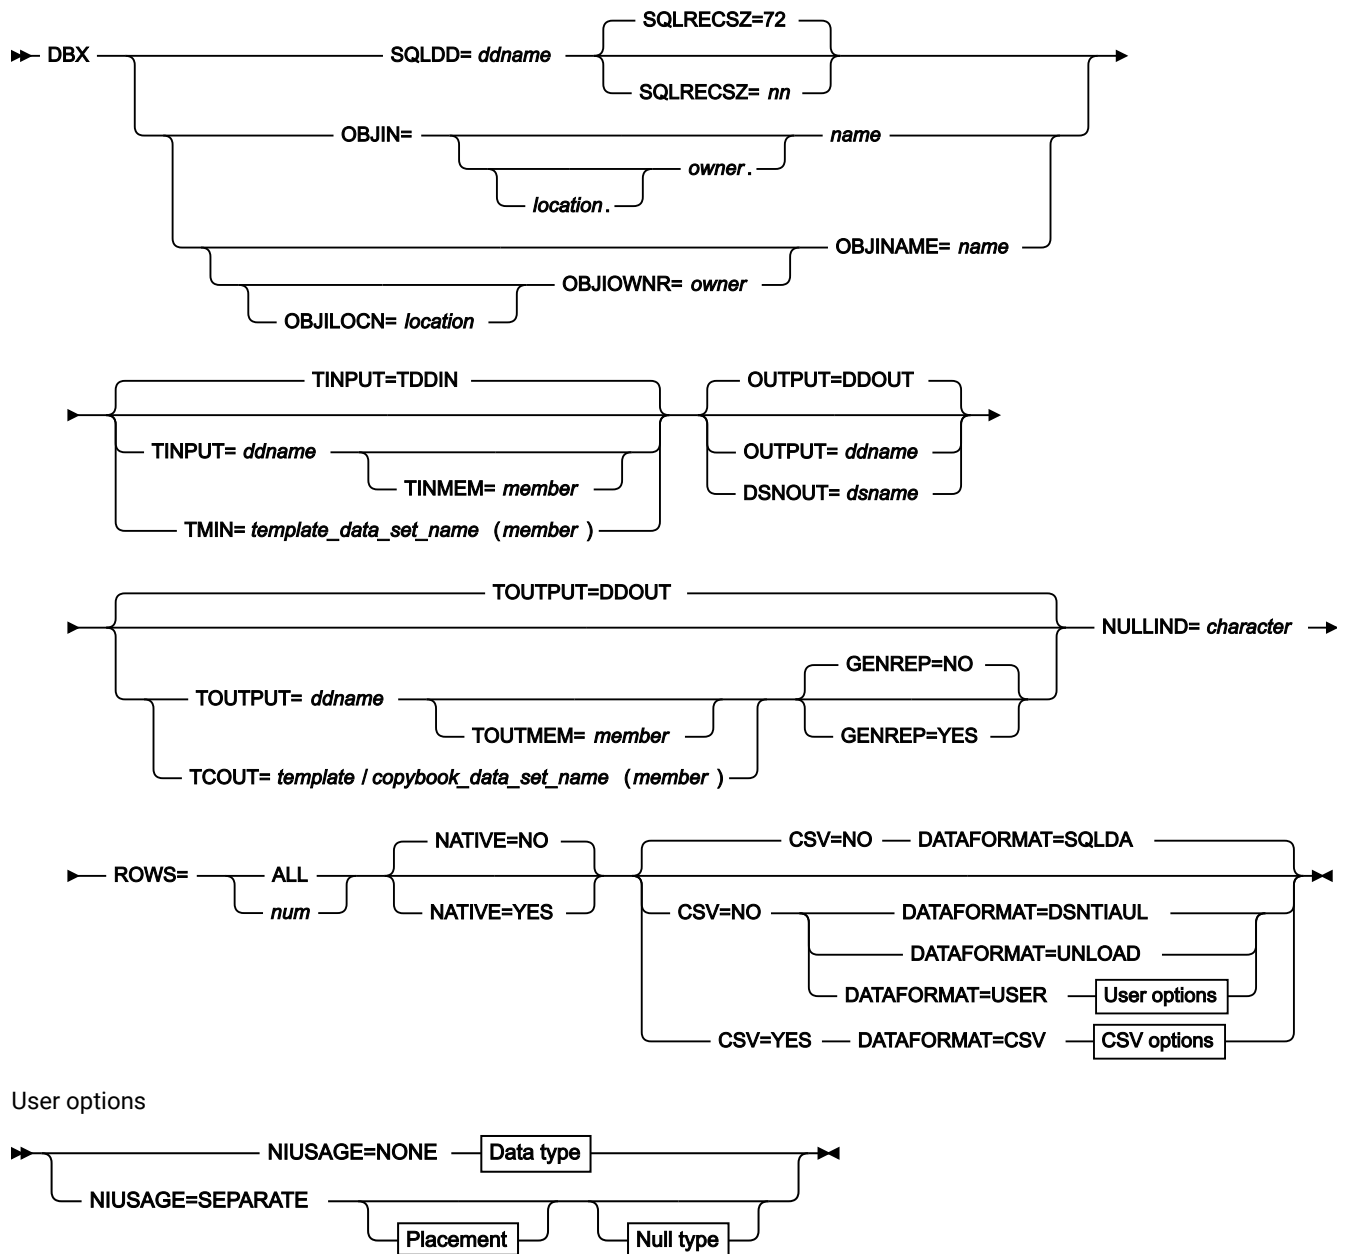 SQLRECSZ=72
DBX SQLDD= ddname
SQLRECSZ= nn
OBJIN= name
owner .
location .
OBJINAME= name
OBJIOWNR= owner
OBJILOCN= location
TINPUT=TDDIN OUTPUT=DDOUT
TINPUT= ddname OUTPUT= ddname
TINMEM= member DSNOUT= dsname
TMIN= template_data_set_name ( member )
TOUTPUT=DDOUT
NULLIND= character
GENREP=NO
TOUTPUT= ddname
TOUTMEM= member GENREP=YES
TCOUT= template / copybook_data_set_name ( member )
NATIVE=NO CSV=NO DATAFORMAT=SQLDA
ROWS= ALL
num NATIVE=YES CSV=NO DATAFORMAT=DSNTIAUL
DATAFORMAT=UNLOAD
DATAFORMAT=USER User options
CSV=YES DATAFORMAT=CSV CSV options
User options
NIUSAGE=NONE Data type
NIUSAGE=SEPARATE
Placement Null type